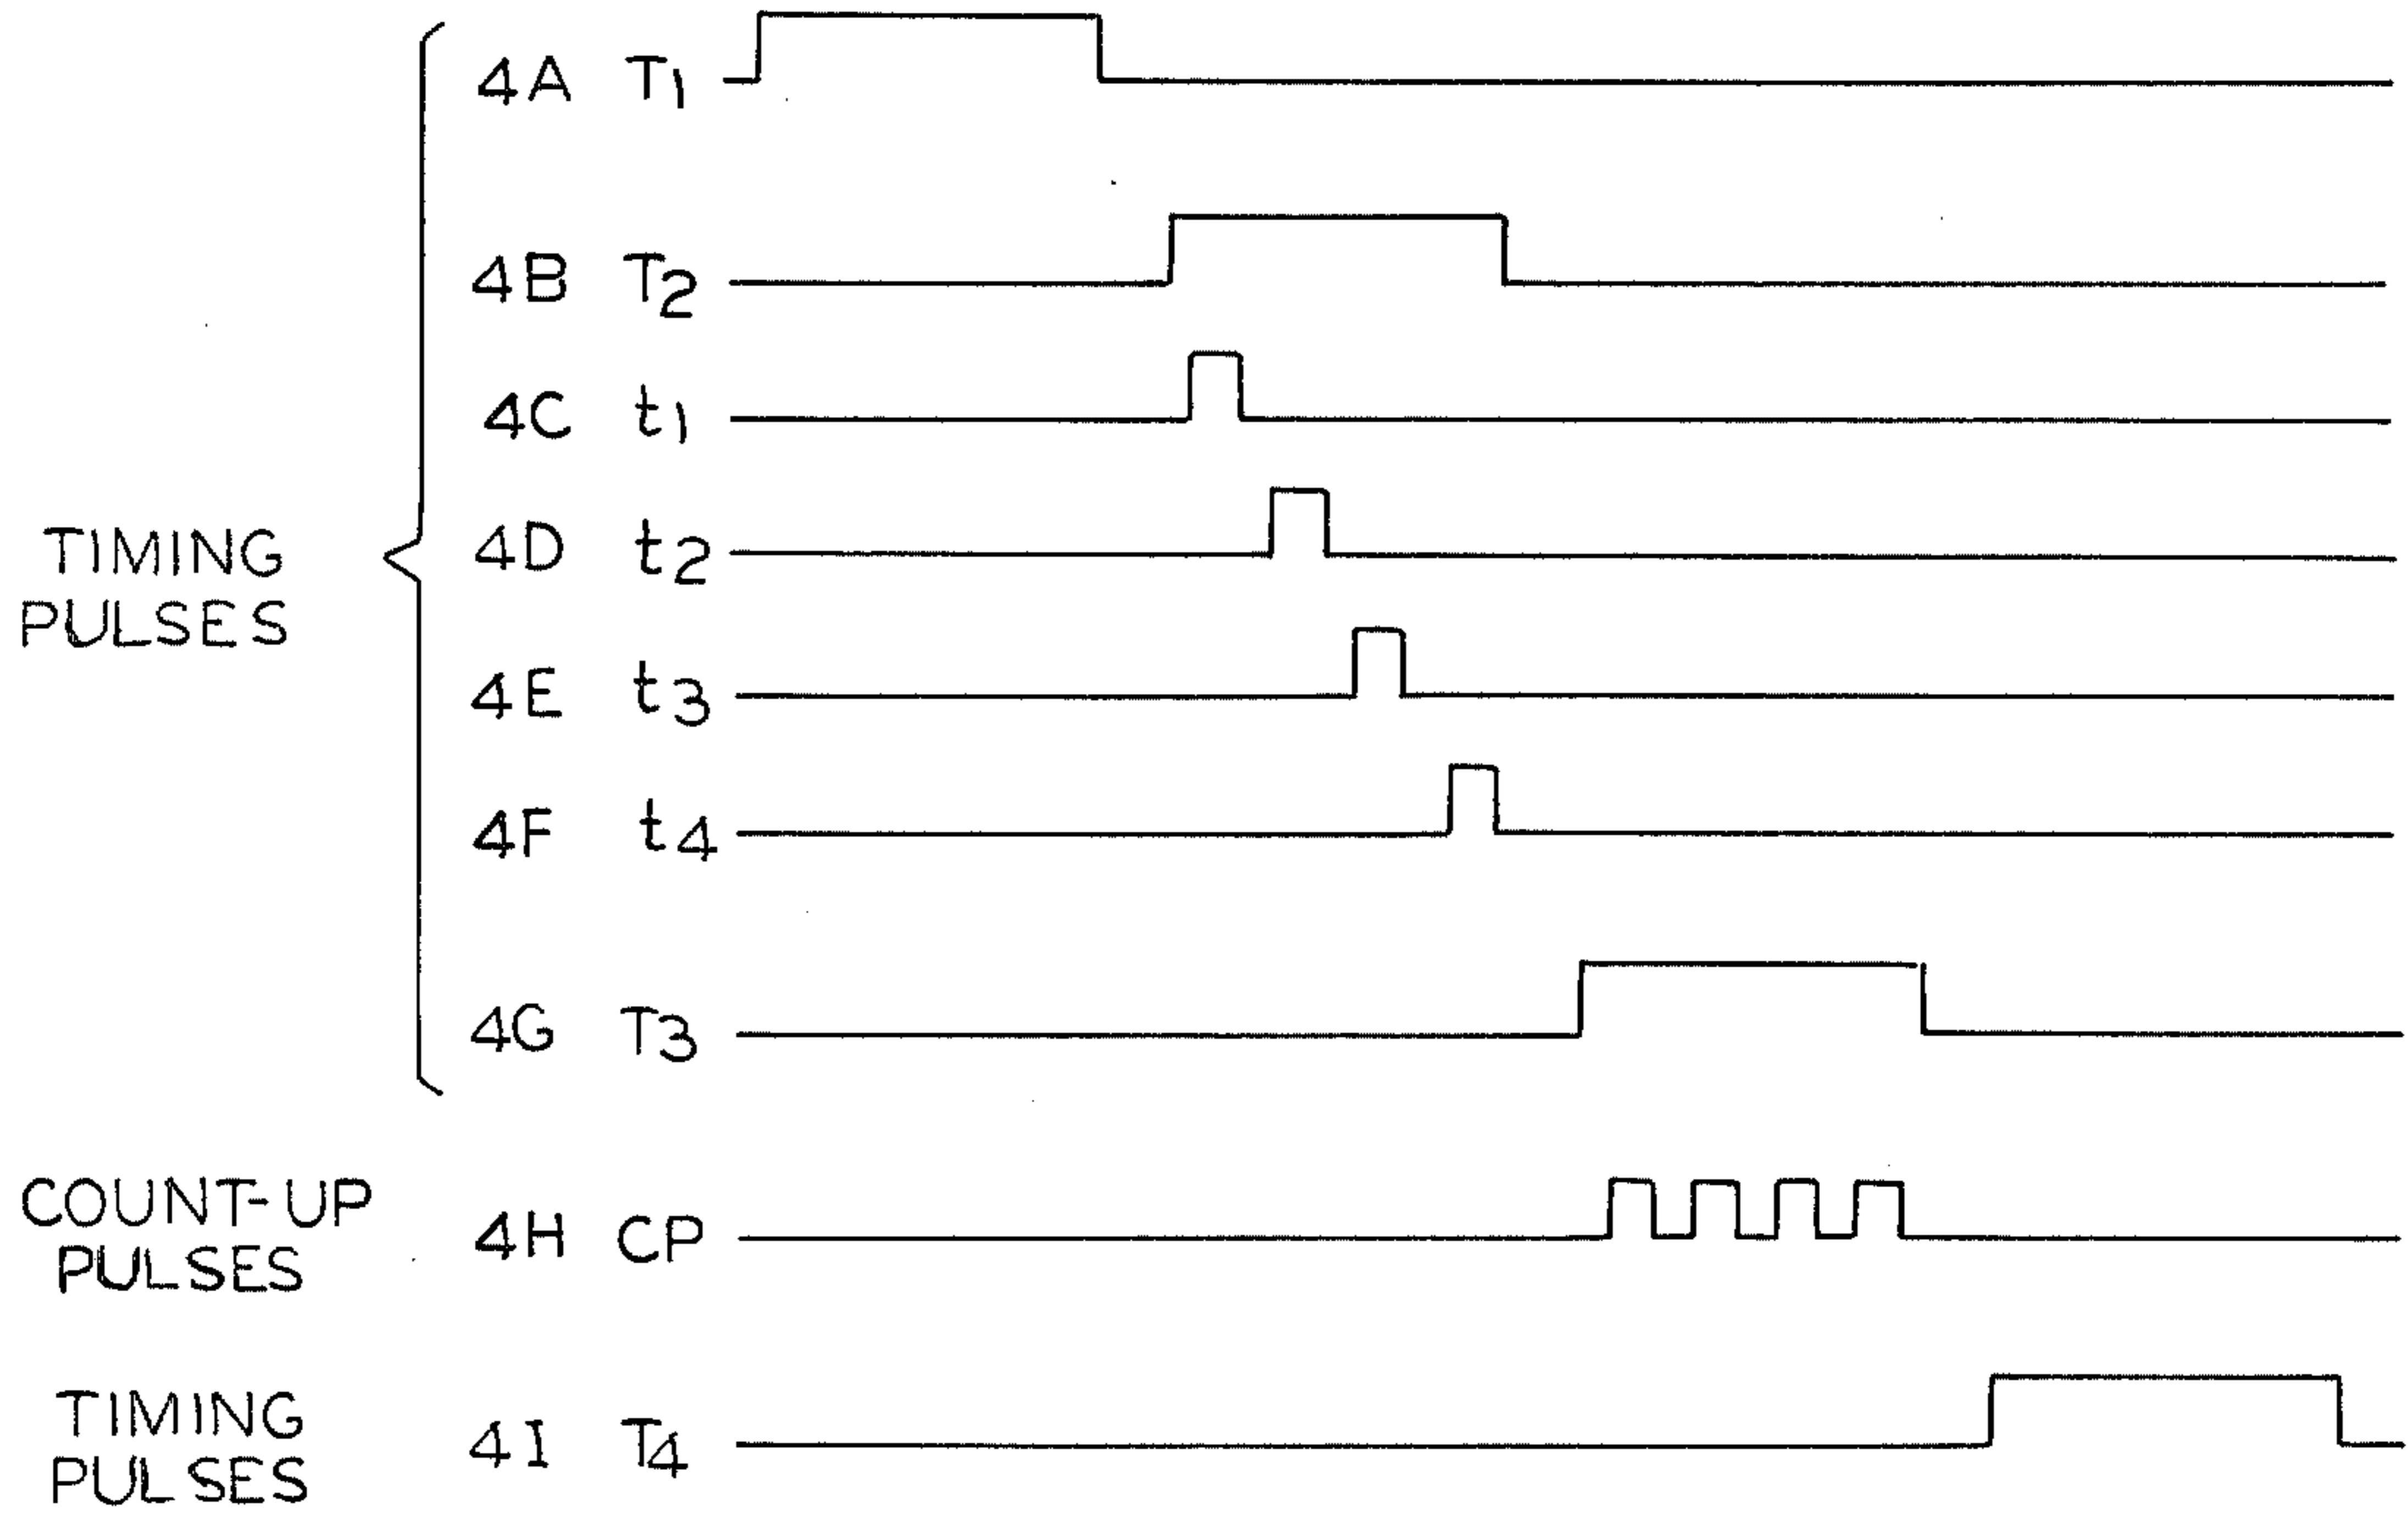 4A T1
4B T2
4C t1
4D t2
TIMING
PULSES
4E t3
4F t4
4G T3
COUNT-UP
PULSES
4H CP
TIMING
PULSES
4I T4